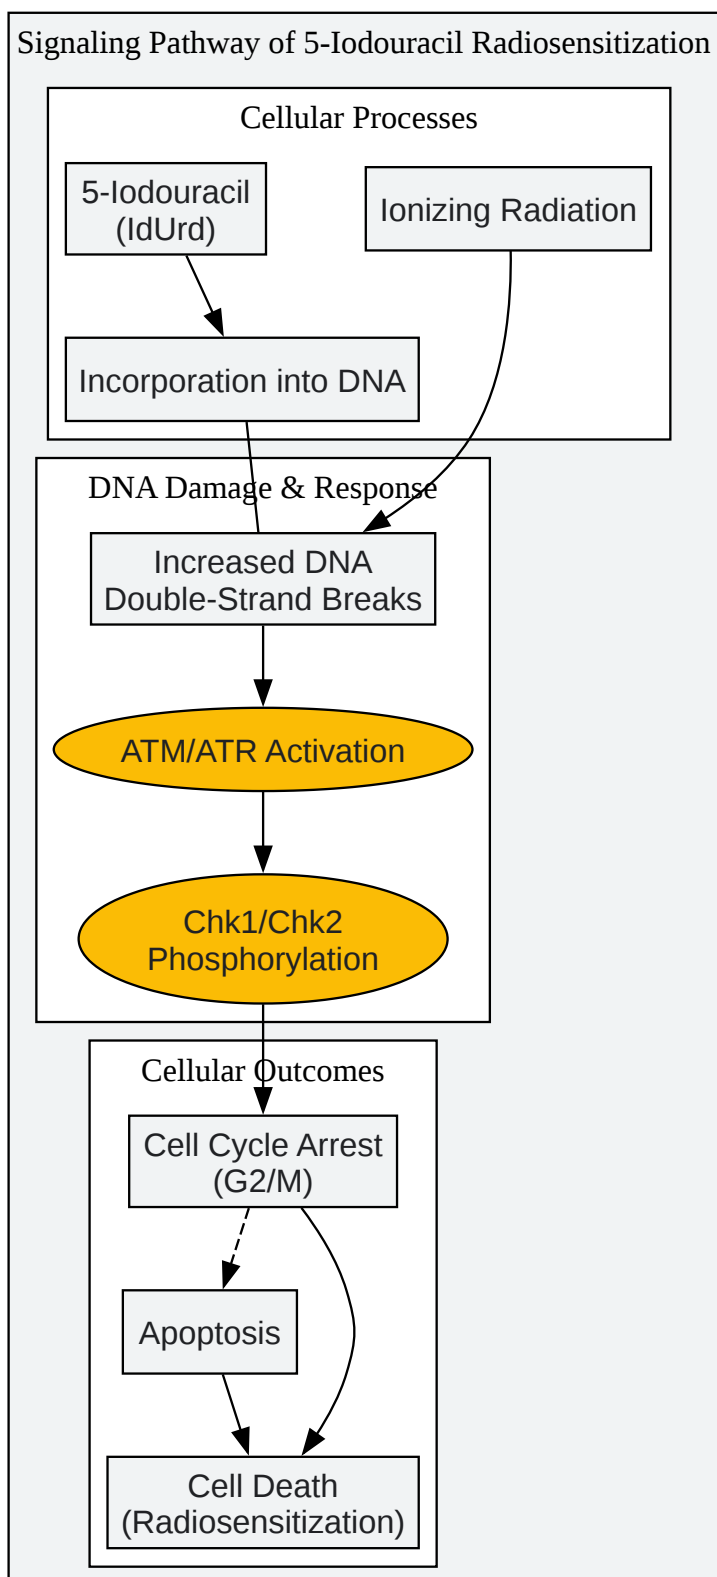 Signaling Pathway of 5-Iodouracil Radiosensitization
Cellular Processes
5-Iodouracil
(IdUrd)
Ionizing Radiation
Incorporation into DNA
DNA Damage & Response
Increased DNA
Double-Strand Breaks
ATM/ATR Activation
Chk1/Chk2
Phosphorylation
Cellular Outcomes
Cell Cycle Arrest
(G2/M)
Apoptosis
Cell Death
(Radiosensitization)